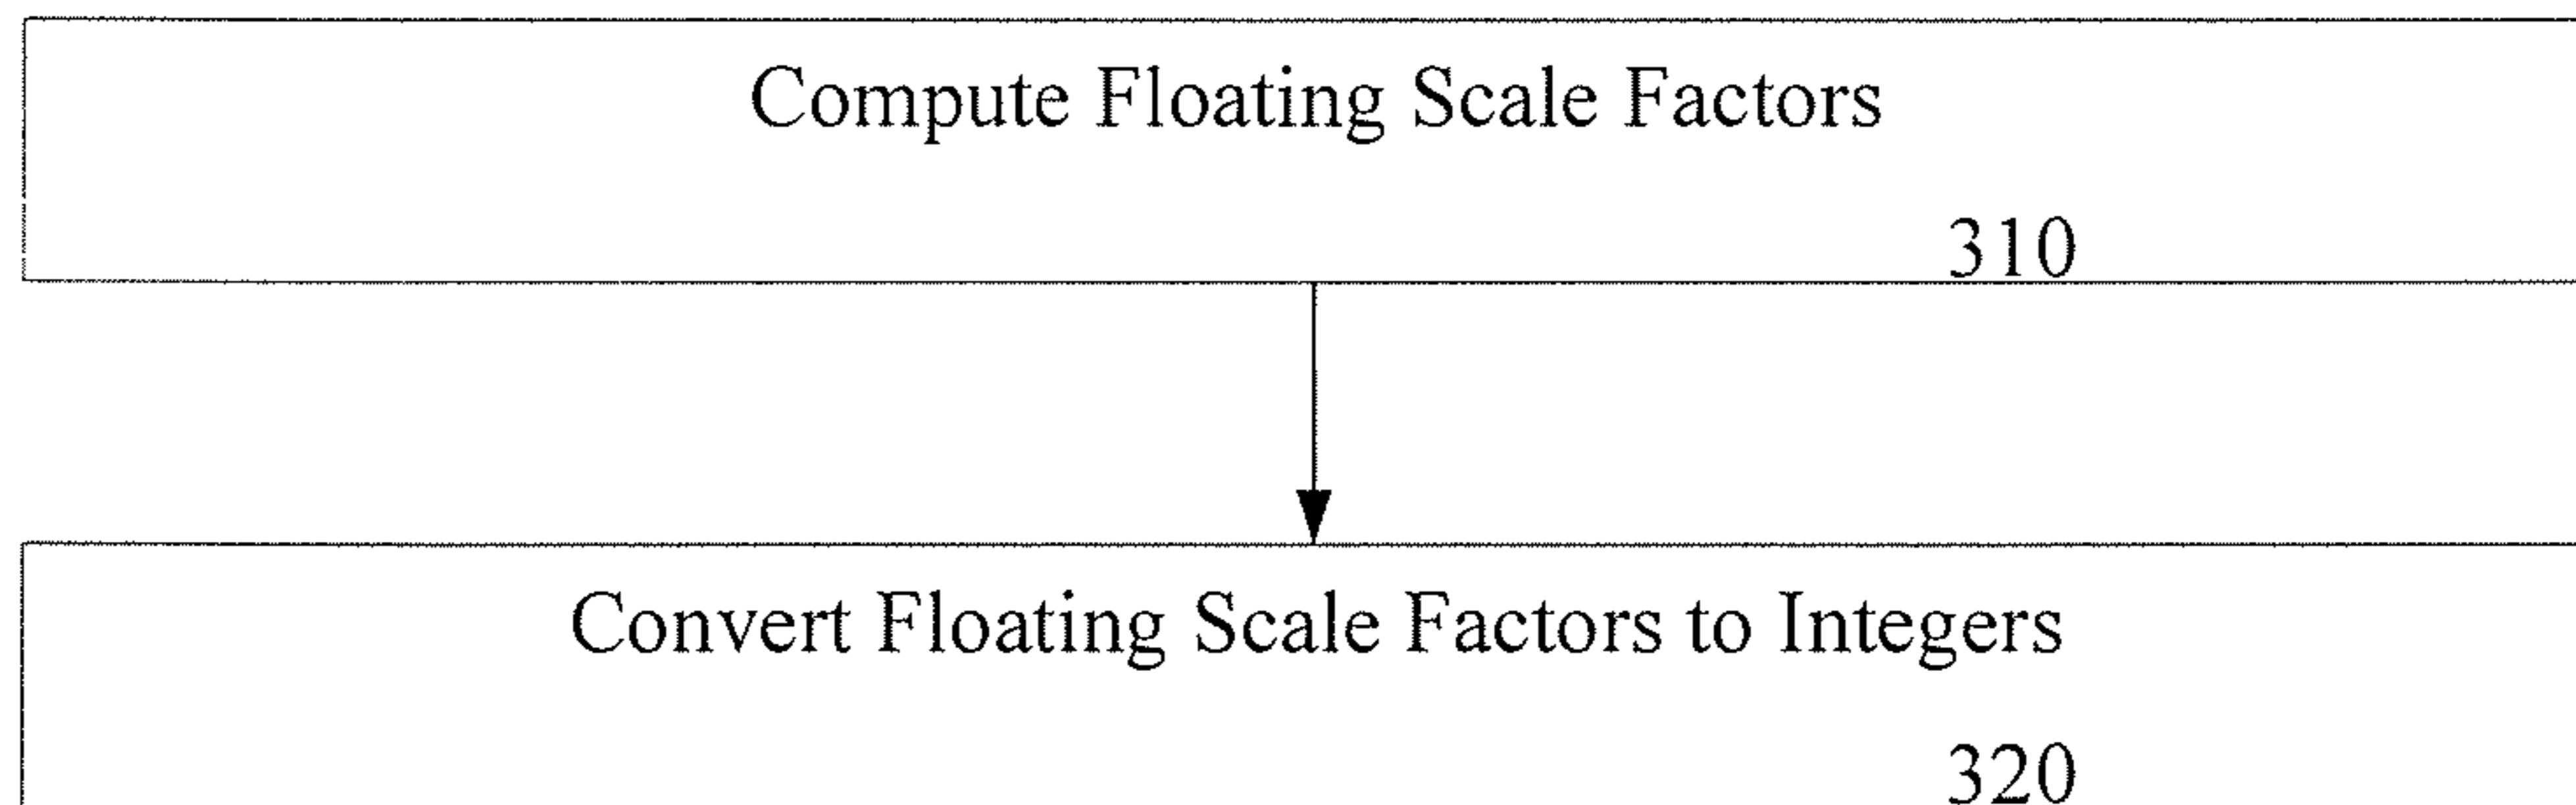 Compute Floating Scale Factors
310
Convert Floating Scale Factors to Integers
320